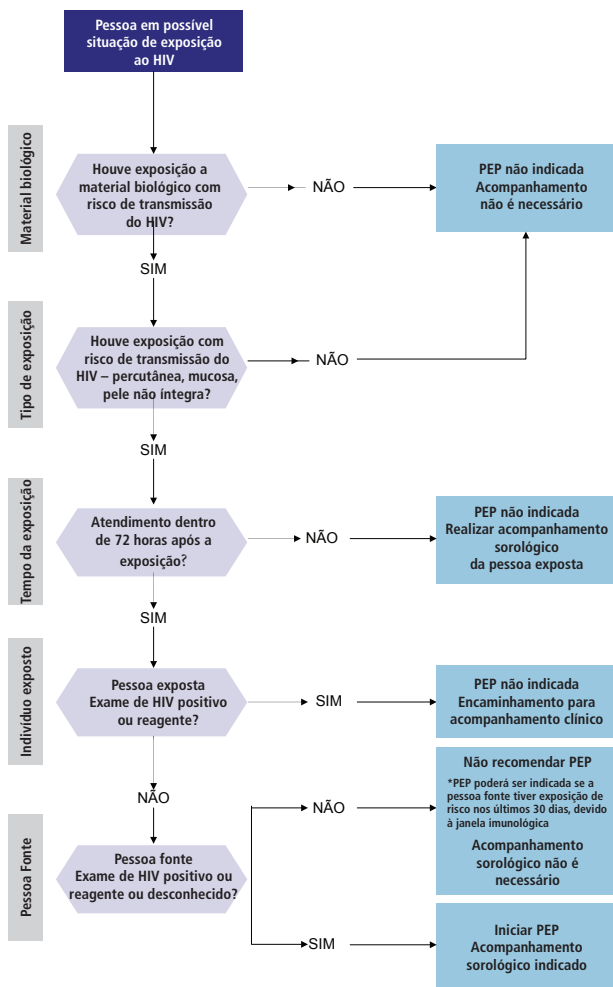 Pessoa em possível
situação de exposição
ao HIV
Material biológico
Houve exposição a
material biológico com
risco de transmissão
do HIV?
NÃO
PEP não indicada
Acompanhamento
não é necessário
SIM
Tipo de exposição
Houve exposição com
risco de transmissão do
HIV – percutânea, mucosa,
pele não íntegra?
NÃO
SIM
Tempo da exposição
Atendimento dentro
de 72 horas após a
exposição?
NÃO
PEP não indicada
Realizar acompanhamento
sorológico
da pessoa exposta
SIM
Indivíduo exposto
Pessoa exposta
Exame de HIV positivo
ou reagente?
SIM
PEP não indicada
Encaminhamento para
acompanhamento clínico
NÃO
Pessoa Fonte
Pessoa fonte
Exame de HIV positivo ou
reagente ou desconhecido?
NÃO
Não recomendar PEP
*PEP poderá ser indicada se a
pessoa fonte tiver exposição de
risco nos últimos 30 dias, devido
à janela imunológica
Acompanhamento
sorológico não é
necessário
SIM
Iniciar PEP
Acompanhamento
sorológico indicado